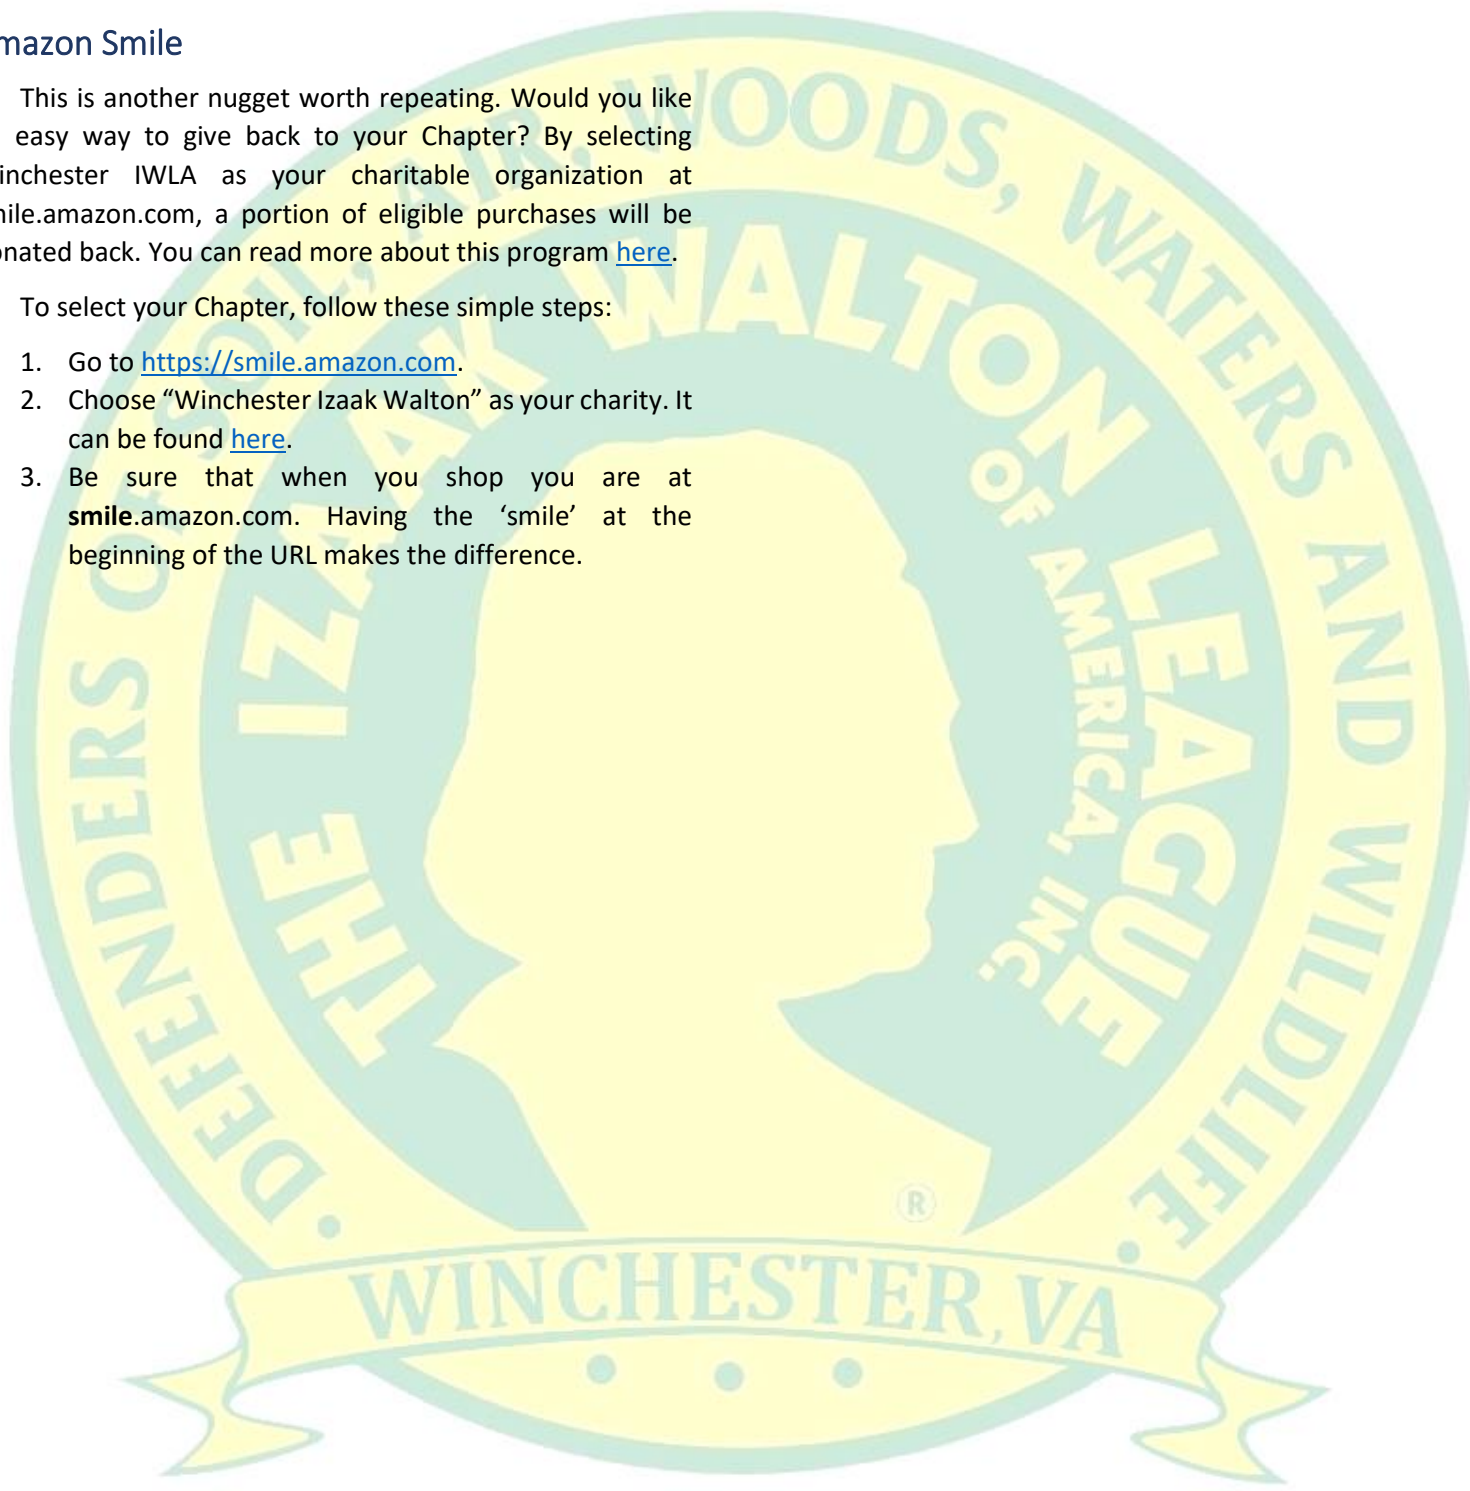 mazon Smile
This is another nugget worth repeating. Would you like
easy way to give back to your Chapter? By selecting
inchester IWLA as your charitable organization at
mile.amazon.com, a portion of eligible purchases will be
onated back. You can read more about this program here.
To select your Chapter, follow these simple steps:
1. Go to https://smile.amazon.com.
2. Choose “Winchester Izaak Walton” as your charity. It
can be found here.
3. Be sure that when you shop you are at
smile.amazon.com. Having the ‘smile’ at the
beginning of the URL makes the difference.
• DEFENDERS OF SOIL, AIR, WOODS, WATERS AND WILDLIFE •
THE IZAAK WALTON LEAGUE
OF AMERICA, INC.
®
WINCHESTER, VA